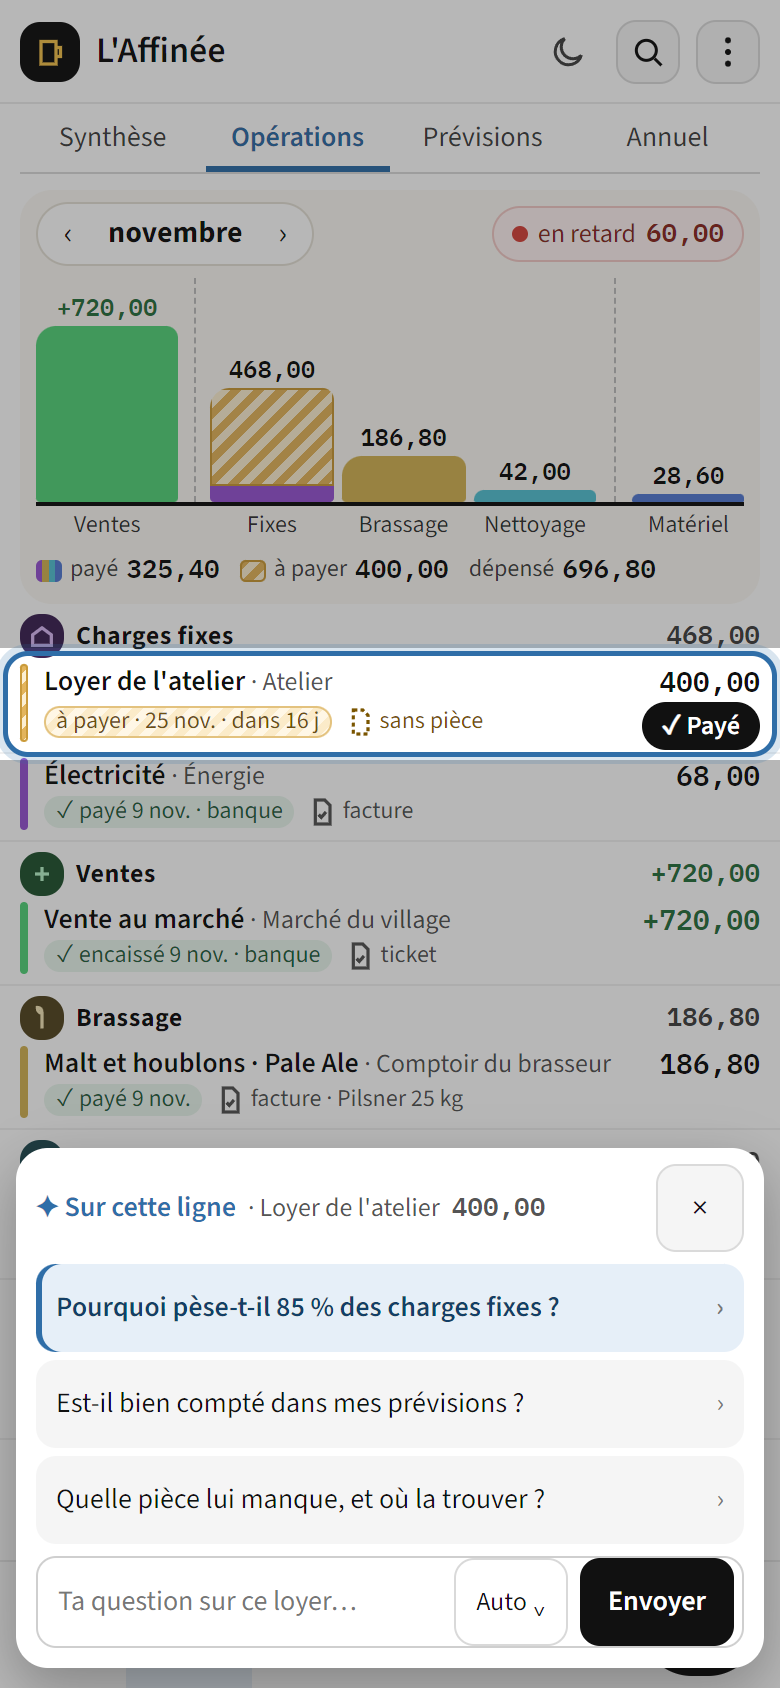 L'Affinée
Synthèse Opérations Prévisions Annuel
‹ novembre › en retard 60,00
+720,00
468,00
186,80
42,00
28,60
Ventes Fixes Brassage Nettoyage Matériel
payé 325,40 à payer 400,00 dépensé 696,80
Charges fixes 468,00
Loyer de l'atelier · Atelier 400,00
à payer · 25 nov. · dans 16 j sans pièce ✓ Payé
Électricité · Énergie 68,00
✓ payé 9 nov. · banque facture
Ventes +720,00
Vente au marché · Marché du village +720,00
✓ encaissé 9 nov. · banque ticket
Brassage 186,80
Malt et houblons · Pale Ale · Comptoir du brasseur 186,80
✓ payé 9 nov. facture · Pilsner 25 kg
✦ Sur cette ligne · Loyer de l'atelier 400,00 ×
Pourquoi pèse-t-il 85 % des charges fixes ? ›
Est-il bien compté dans mes prévisions ? ›
Quelle pièce lui manque, et où la trouver ? ›
Ta question sur ce loyer… Auto Envoyer